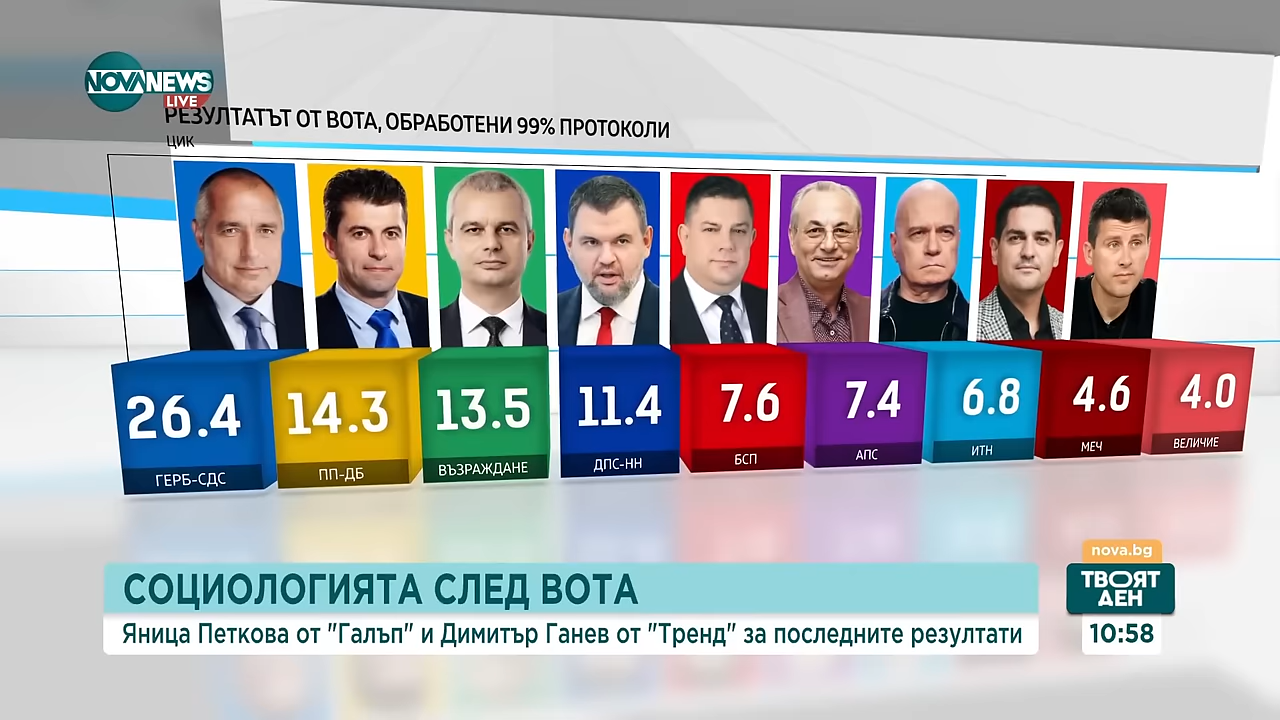 NOVANEWS
LIVE
РЕЗУЛТАТЪТ ОТ ВОТА, ОБРАБОТЕНИ 99% ПРОТОКОЛИ
ЦИК
26.4
14.3
13.5
11.4
7.6
7.4
6.8
4.6
4.0
ГЕРБ-СДС
ПП-ДБ
ВЪЗРАЖДАНЕ
ДПС-НН
БСП
АПС
ИТН
МЕЧ
ВЕЛИЧИЕ
nova.bg
СОЦИОЛОГИЯТА СЛЕД ВОТА
ТВОЯТ
ДЕН
Яница Петкова от "Галъп" и Димитър Ганев от "Тренд" за последните резултати
10:58